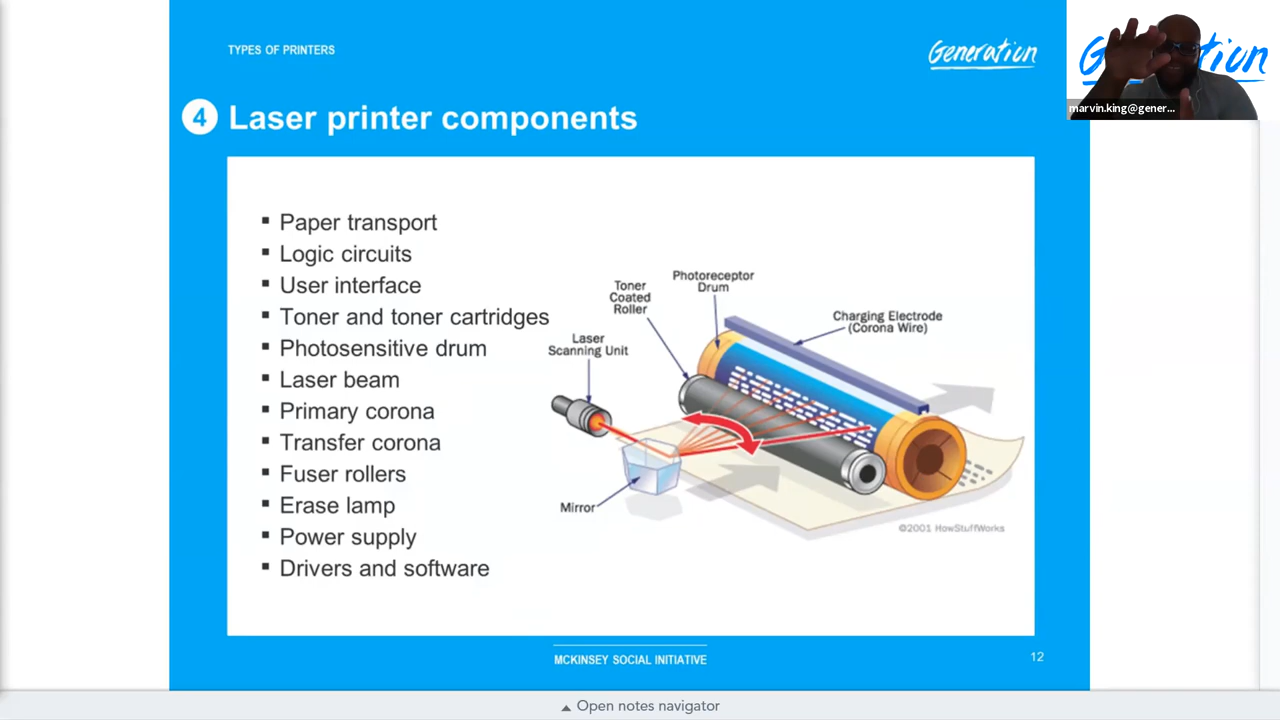 TYPES OF PRINTERS
Generation
4 Laser printer components
▪ Paper transport
▪ Logic circuits
▪ User interface
▪ Toner and toner cartridges
▪ Photosensitive drum
▪ Laser beam
▪ Primary corona
▪ Transfer corona
▪ Fuser rollers
▪ Erase lamp
▪ Power supply
▪ Drivers and software
Photoreceptor
Drum
Toner
Coated
Roller
Charging Electrode
(Corona Wire)
Laser
Scanning Unit
Mirror
©2001 HowStuffWorks
MCKINSEY SOCIAL INITIATIVE
12
marvin.king@gener...
Open notes navigator